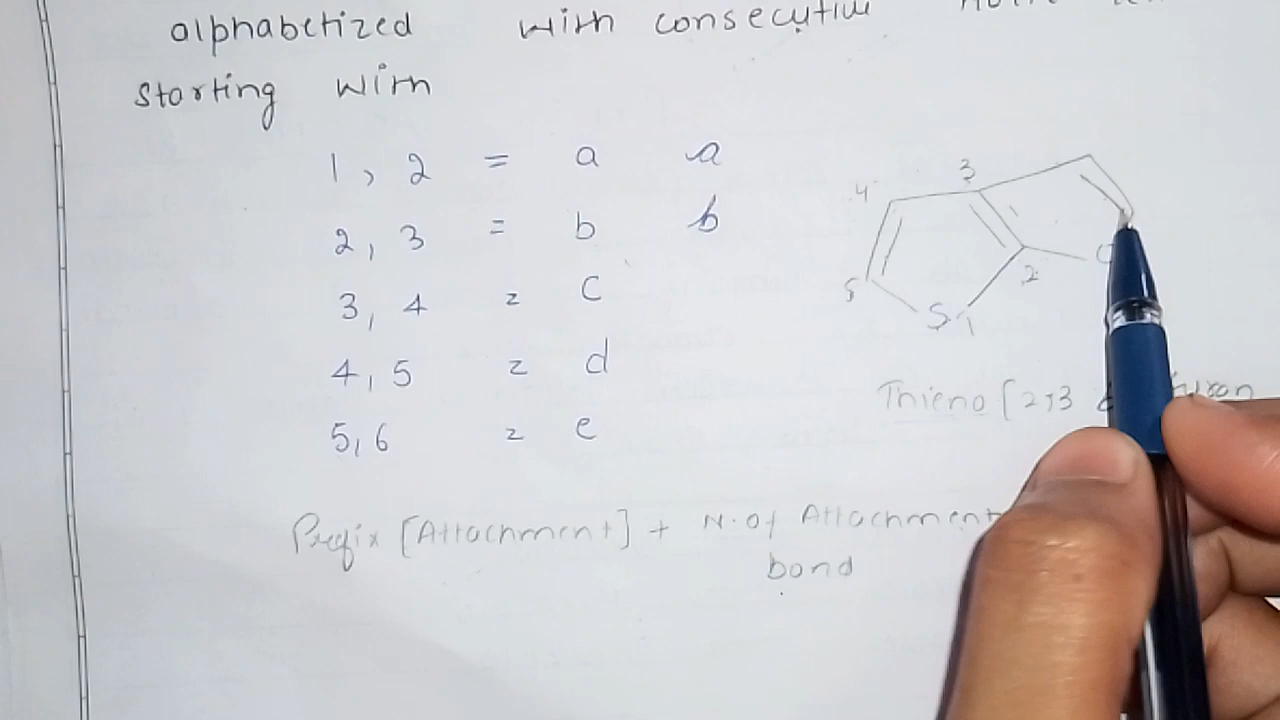 alphabetized with consecutive
starting with
1, 2 = a a
2, 3 = b b
3, 4 = c
4, 5 = d
5, 6 = e
3
4
2
5
S 1
Thieno [2,3
Prefix [Attachment] + N. of Attachment
bond